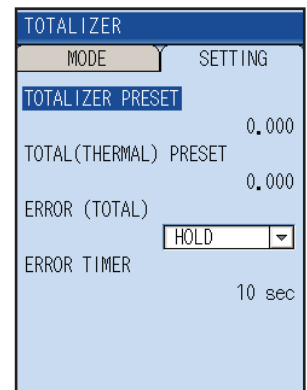 TOTALIZER
MODE SETTING
TOTALIZER PRESET
0.000
TOTAL(THERMAL) PRESET
0.000
ERROR (TOTAL)
HOLD
ERROR TIMER
10 sec